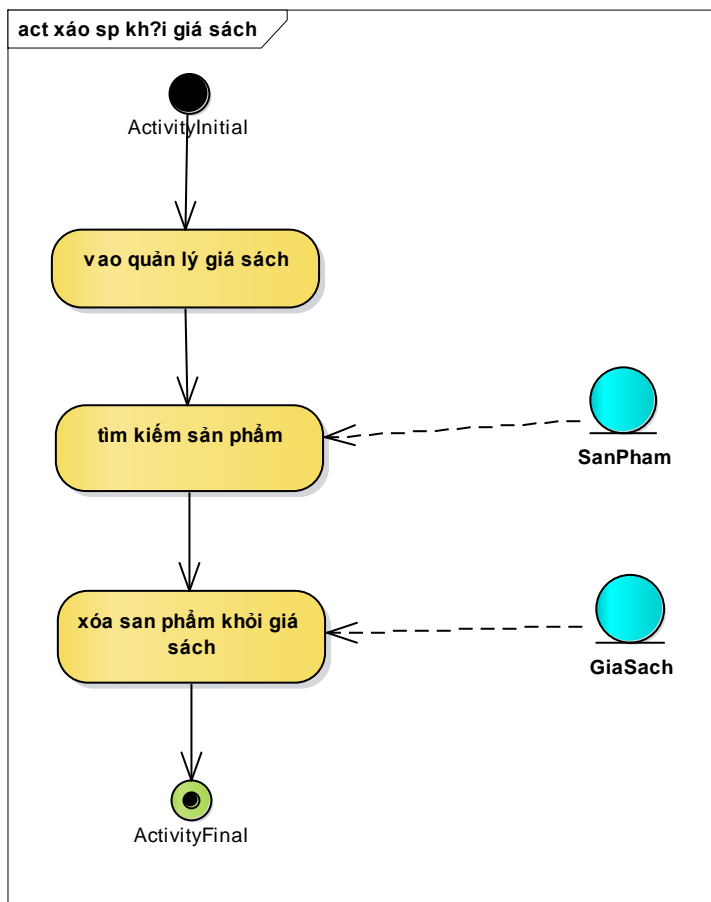 act xáo sp kh?i giá sách
ActivityInitial
vao quản lý giá sách
tìm kiếm sản phẩm
SanPham
xóa san phẩm khỏi giá
sách
GiaSach
ActivityFinal